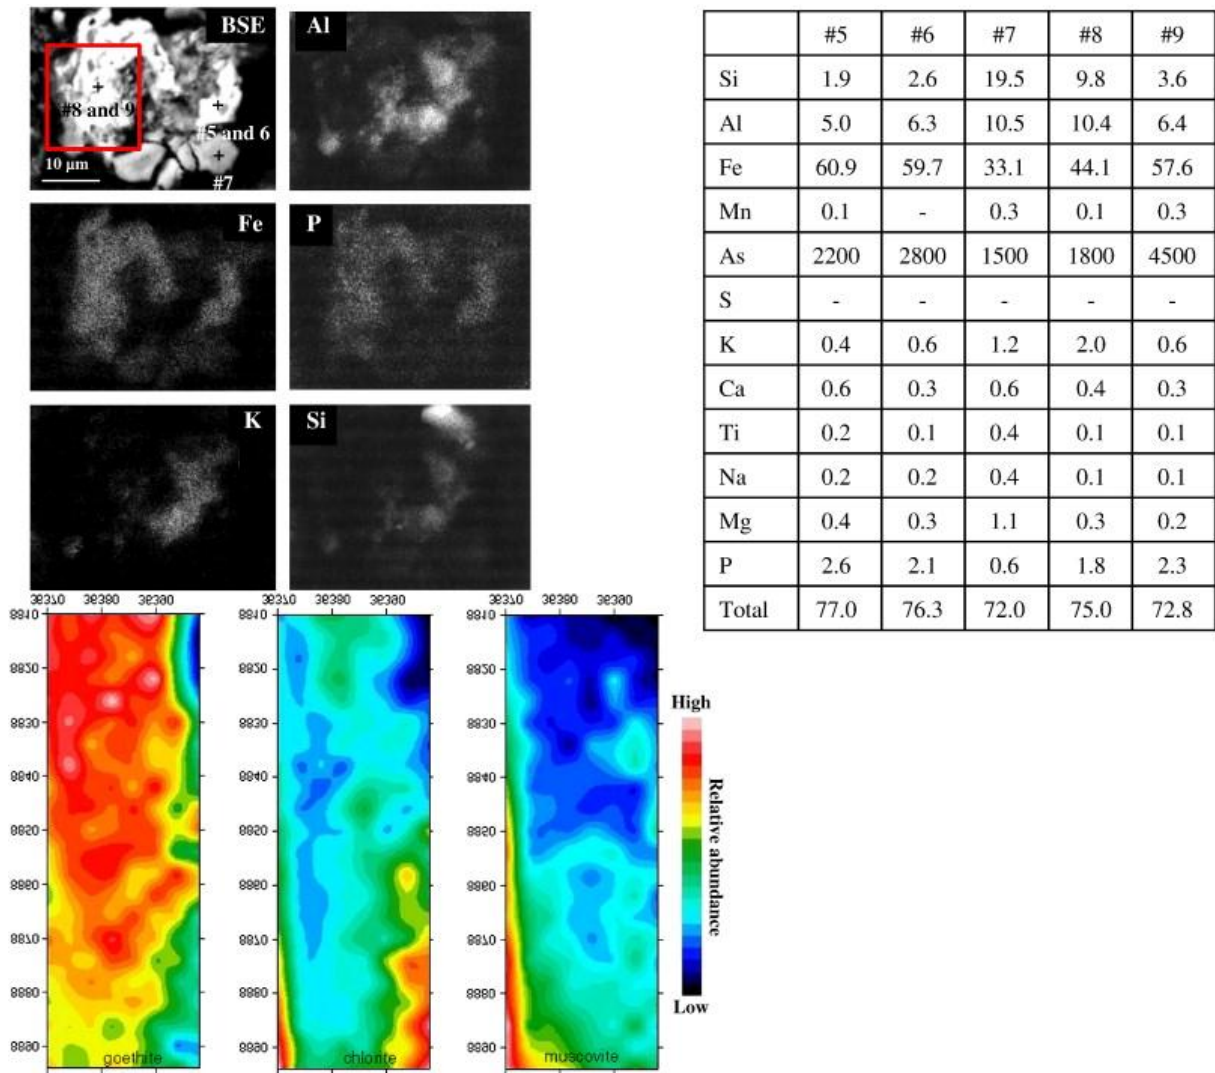 BSE
#8 and 9
#5 and 6
#7
10 µm
Al
Fe
P
K
Si
#5 #6 #7 #8 #9
Si 1.9 2.6 19.5 9.8 3.6
Al 5.0 6.3 10.5 10.4 6.4
Fe 60.9 59.7 33.1 44.1 57.6
Mn 0.1 - 0.3 0.1 0.3
As 2200 2800 1500 1800 4500
S - - - - -
K 0.4 0.6 1.2 2.0 0.6
Ca 0.6 0.3 0.6 0.4 0.3
Ti 0.2 0.1 0.4 0.1 0.1
Na 0.2 0.2 0.4 0.1 0.1
Mg 0.4 0.3 1.1 0.3 0.2
P 2.6 2.1 0.6 1.8 2.3
Total 77.0 76.3 72.0 75.0 72.8
goethite
chlorite
muscovite
High
Relative abundance
Low